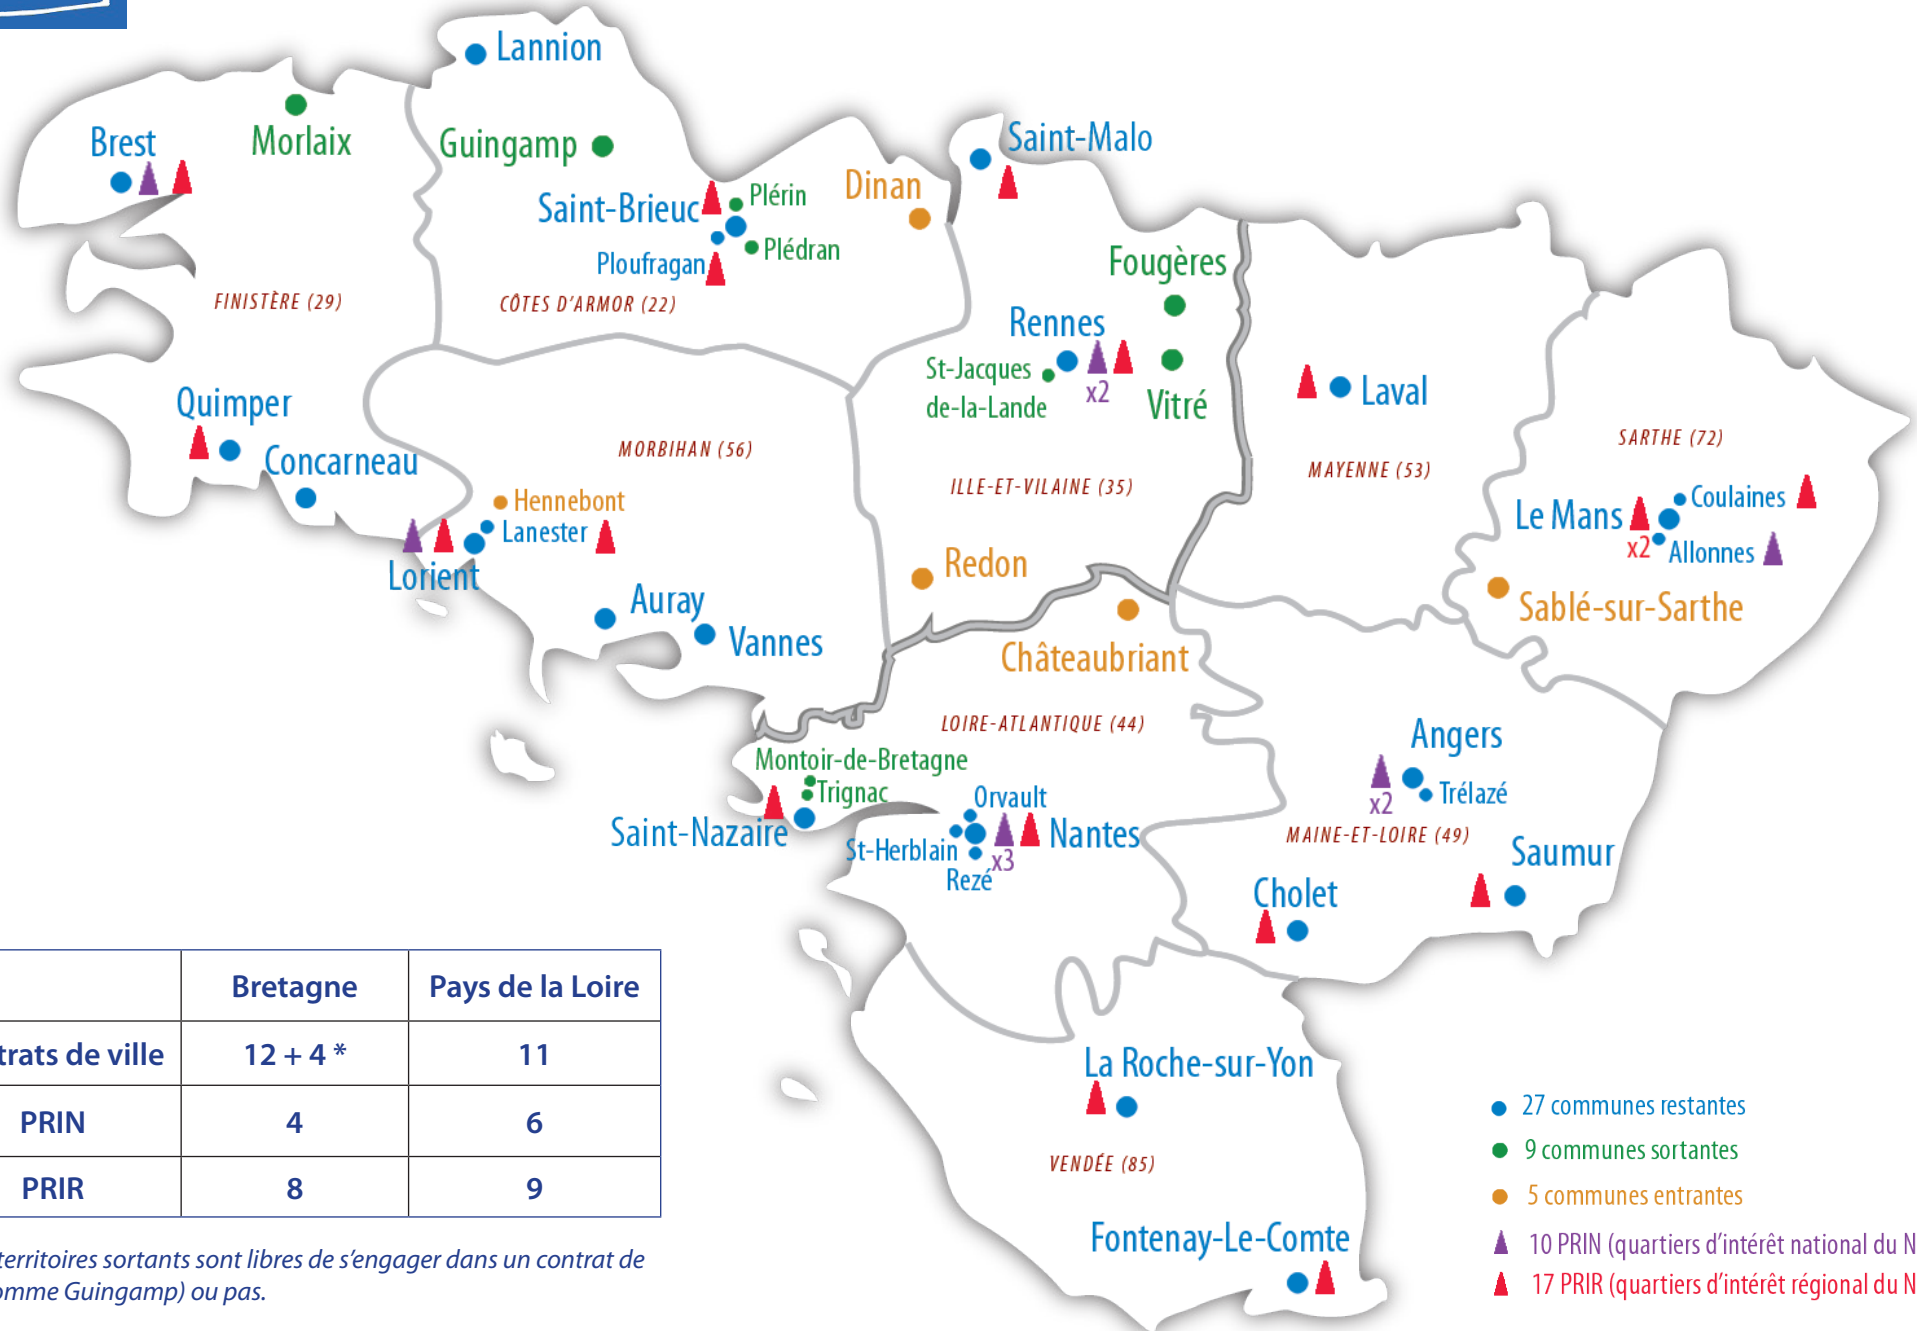 Lannion
Brest
Morlaix
Guingamp
Saint-Malo
Saint-Brieuc
Plérin
Dinan
Plédran
Ploufragan
Fougères
FINISTÈRE (29)
CÔTES D'ARMOR (22)
Rennes
St-Jacques
de-la-Lande
x2
Vitré
Laval
Quimper
Concarneau
MORBIHAN (56)
ILLE-ET-VILAINE (35)
MAYENNE (53)
SARTHE (72)
Hennebont
Lanester
Lorient
Le Mans
x2
Coulaines
Allonnes
Redon
Auray
Vannes
Châteaubriant
Sablé-sur-Sarthe
LOIRE-ATLANTIQUE (44)
Angers
x2
Trélazé
Montoir-de-Bretagne
Trignac
Saint-Nazaire
Orvault
St-Herblain
Nantes
x3
Rezé
MAINE-ET-LOIRE (49)
Saumur
Cholet
Bretagne Pays de la Loire
trats de ville 12 + 4 * 11
PRIN 4 6
PRIR 8 9
territoires sortants sont libres de s'engager dans un contrat de
omme Guingamp) ou pas.
La Roche-sur-Yon
VENDÉE (85)
Fontenay-Le-Comte
27 communes restantes
9 communes sortantes
5 communes entrantes
10 PRIN (quartiers d'intérêt national du N
17 PRIR (quartiers d'intérêt régional du N